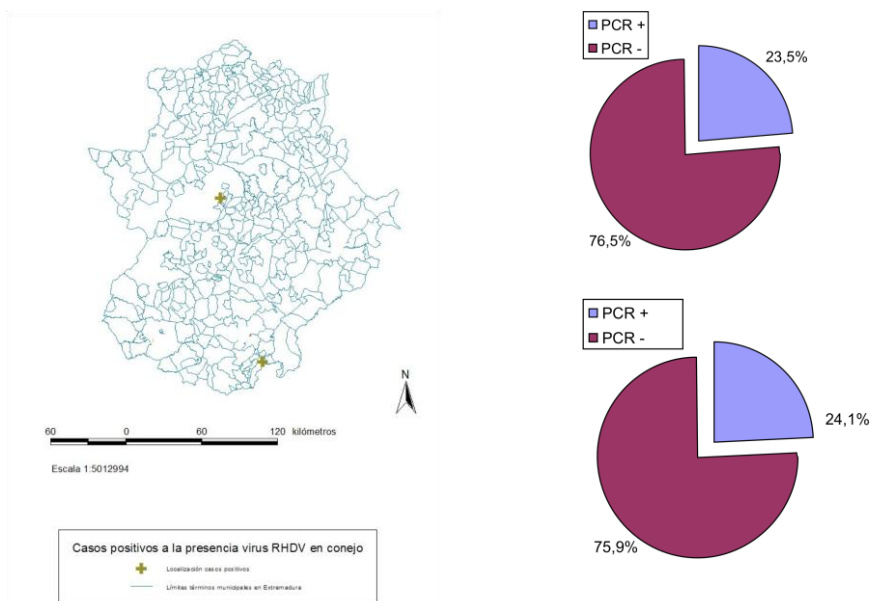 N
60 0 60 120 kilómetros
Escala 1:5012994
Casos positivos a la presencia virus RHDV en conejo
Localización casos positivos
Límites términos municipales en Extremadura
PCR +
PCR -
23,5%
76,5%
PCR +
PCR -
24,1%
75,9%